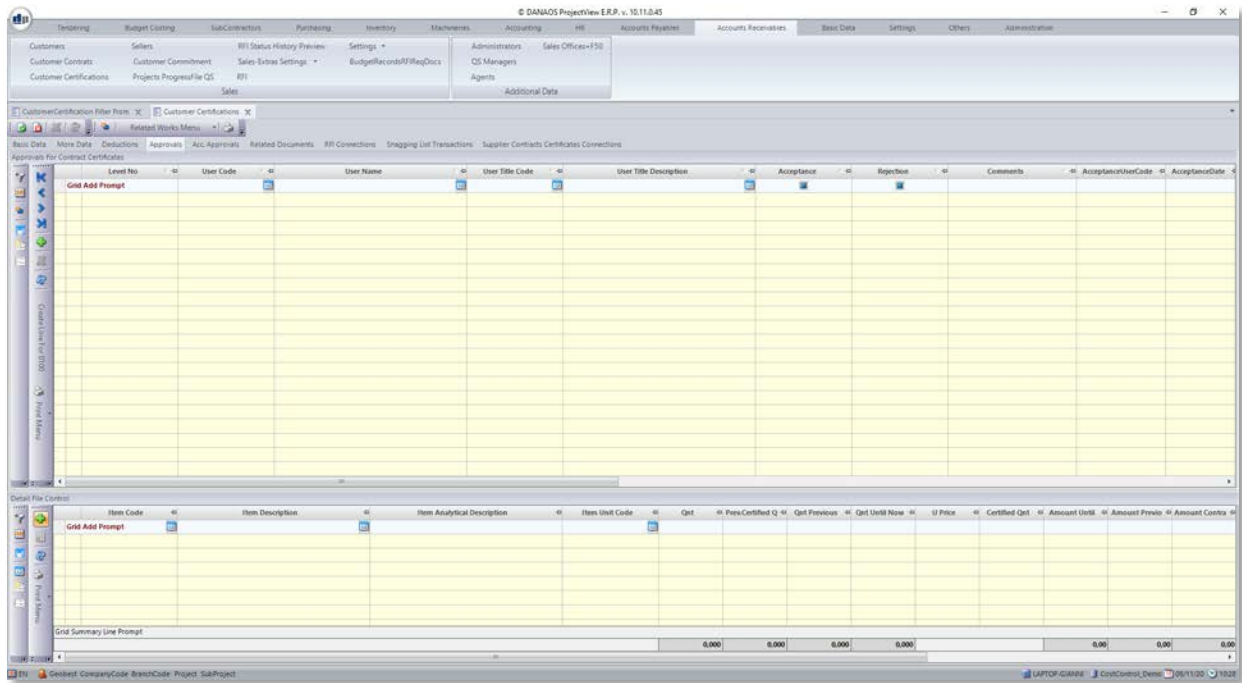 © DANAOS ProjectView E.R.P. v. 10.11.0.45
Tendering Budget Costing SubContractors Purchasing Inventory Machineries Accounting HR Accounts Payables Accounts Receivables Basic Data Settings Others Administration
Customers Sellers RFI Status History Preview Settings Administrators Sales Offices=F50
Customer Contrats Customer Commitment Sales-Extras Settings BudgetRecordsRFIReqDocs QS Managers
Customer Certifications Projects ProgressFile QS RFI Agents
Sales Additional Data
CustomerCertification Filter From Customer Certifications
Related Works Menu
Basic Data More Data Deductions Approvals Acc. Approvals Related Documents RFI Connections Snagging List Transactions Supplier Contracts Certificates Connections
Approvals For Contract Certificates
Level No User Code User Name User Title Code User Title Description Acceptance Rejection Comments AcceptanceUserCode AcceptanceDate
Grid Add Prompt
Create Lines For 0100
Print Menu
Detail File Control
Item Code Item Description Item Analytical Description Item Unit Code Qnt Prev.Certified Q Qnt Previous Qnt Until Now U Price Certified Qnt Amount Until Amount Previo Amount Contra
Grid Add Prompt
Print Menu
Grid Summary Line Prompt
0,000 0,000 0,000 0,000 0,00 0,00 0,00
EN Genbest CompanyCode BranchCode Project SubProject LAPTOP-GIANNI CostControl_Demo 09/11/20 10:28